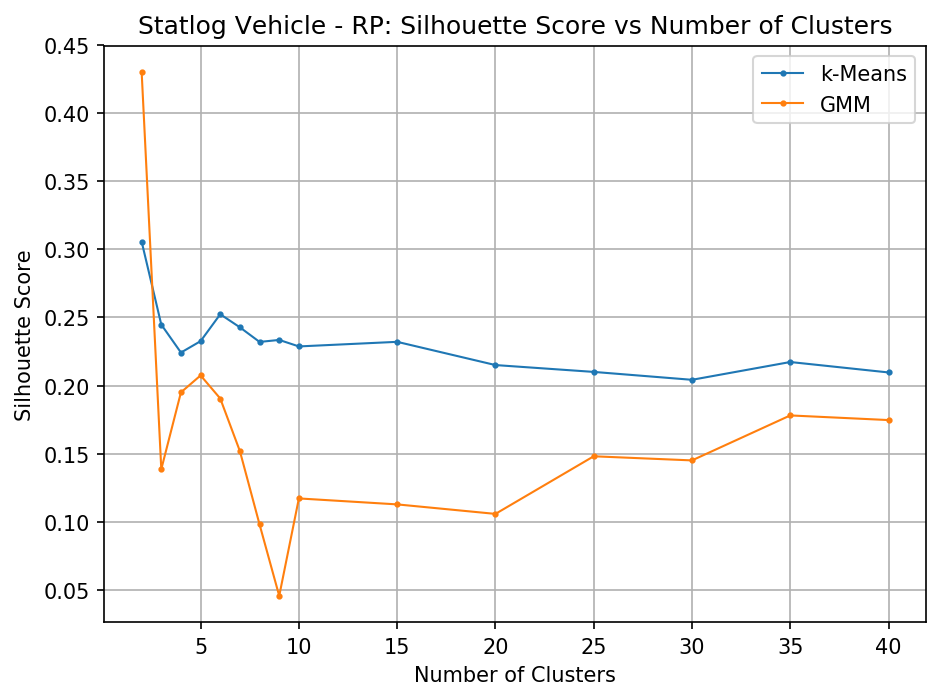 Statlog Vehicle - RP: Silhouette Score vs Number of Clusters
k-Means
GMM
Silhouette Score
0.45
0.40
0.35
0.30
0.25
0.20
0.15
0.10
0.05
5 10 15 20 25 30 35 40
Number of Clusters